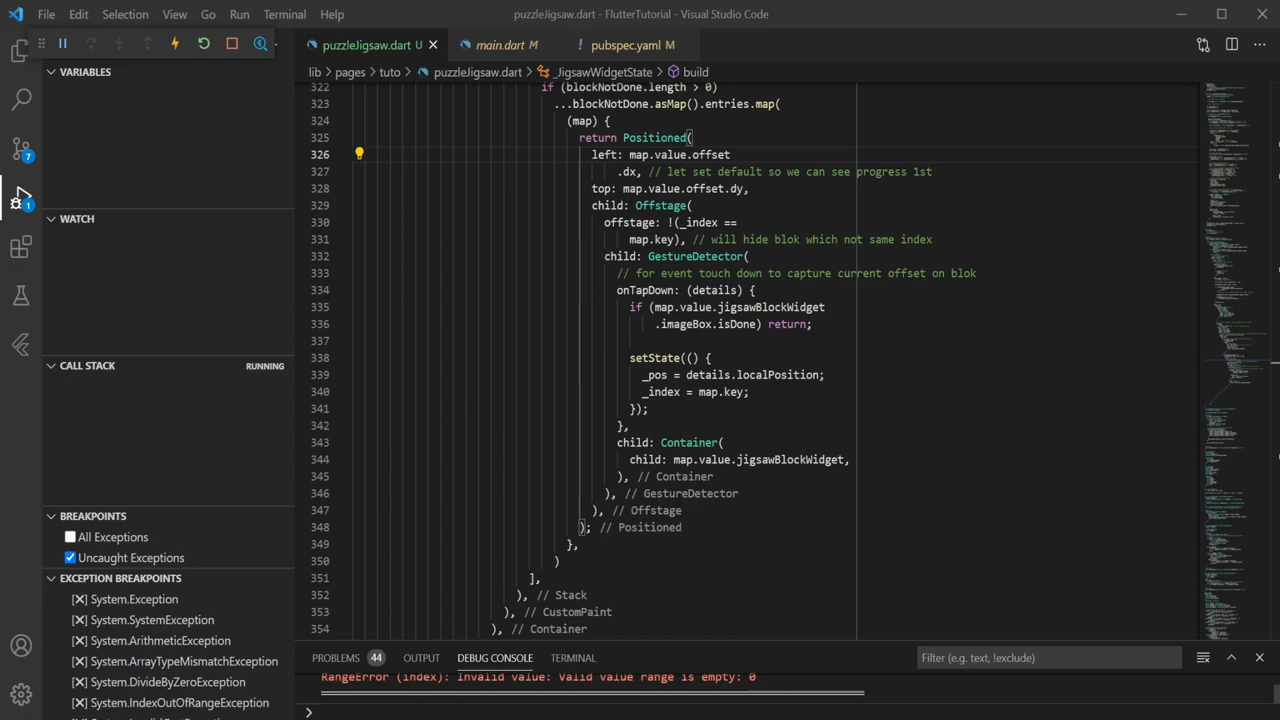 File Edit Selection View Go Run Terminal Help puzzleJigsaw.dart - FlutterTutorial - Visual Studio Code
puzzleJigsaw.dart U main.dart M pubspec.yaml M
VARIABLES
lib > pages > tuto > puzzleJigsaw.dart > _JigsawWidgetState > build
322 if (blockNotDone.length > 0)
323 ...blockNotDone.asMap().entries.map(
324 (map) {
325 return Positioned(
326 left: map.value.offset
327 .dx, // let set default so we can see progress 1st
328 top: map.value.offset.dy,
329 child: Offstage(
330 offstage: !(_index ==
331 map.key), // will hide blok which not same index
332 child: GestureDetector(
333 // for event touch down to capture current offset on blok
334 onTapDown: (details) {
335 if (map.value.jigsawBlockWidget
336 .imageBox.isDone) return;
337
338 setState(() {
339 _pos = details.localPosition;
340 _index = map.key;
341 });
342 },
343 child: Container(
344 child: map.value.jigsawBlockWidget,
345 ), // Container
346 ), // GestureDetector
347 ), // Offstage
348 ); // Positioned
349 },
350 )
351 ],
352 ), // Stack
353 ), // CustomPaint
354 ), // Container
7
1
WATCH
CALL STACK RUNNING
BREAKPOINTS
All Exceptions
Uncaught Exceptions
EXCEPTION BREAKPOINTS
System.Exception
System.SystemException
System.ArithmeticException
System.ArrayTypeMismatchException
System.DivideByZeroException
System.IndexOutOfRangeException
PROBLEMS 44 OUTPUT DEBUG CONSOLE TERMINAL Filter (e.g. text, !exclude)
RangeError (index): Invalid value: Valid value range is empty: 0